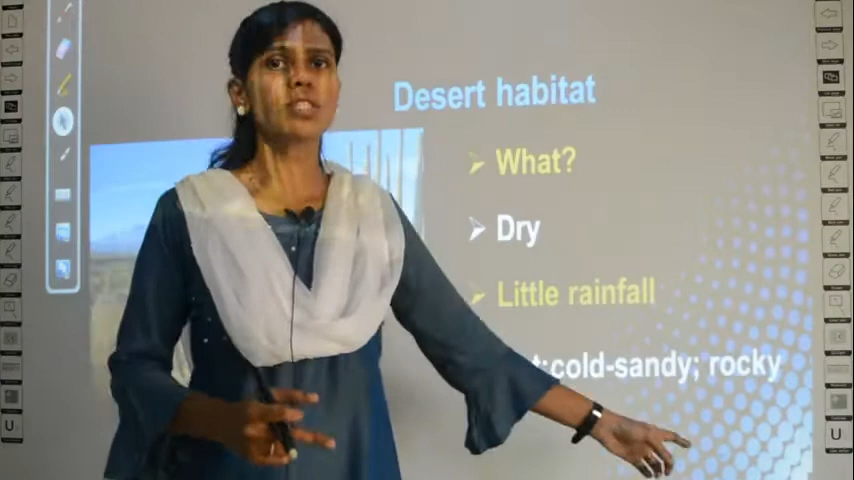 Desert habitat
What?
Dry
Little rainfall
cold-sandy; rocky